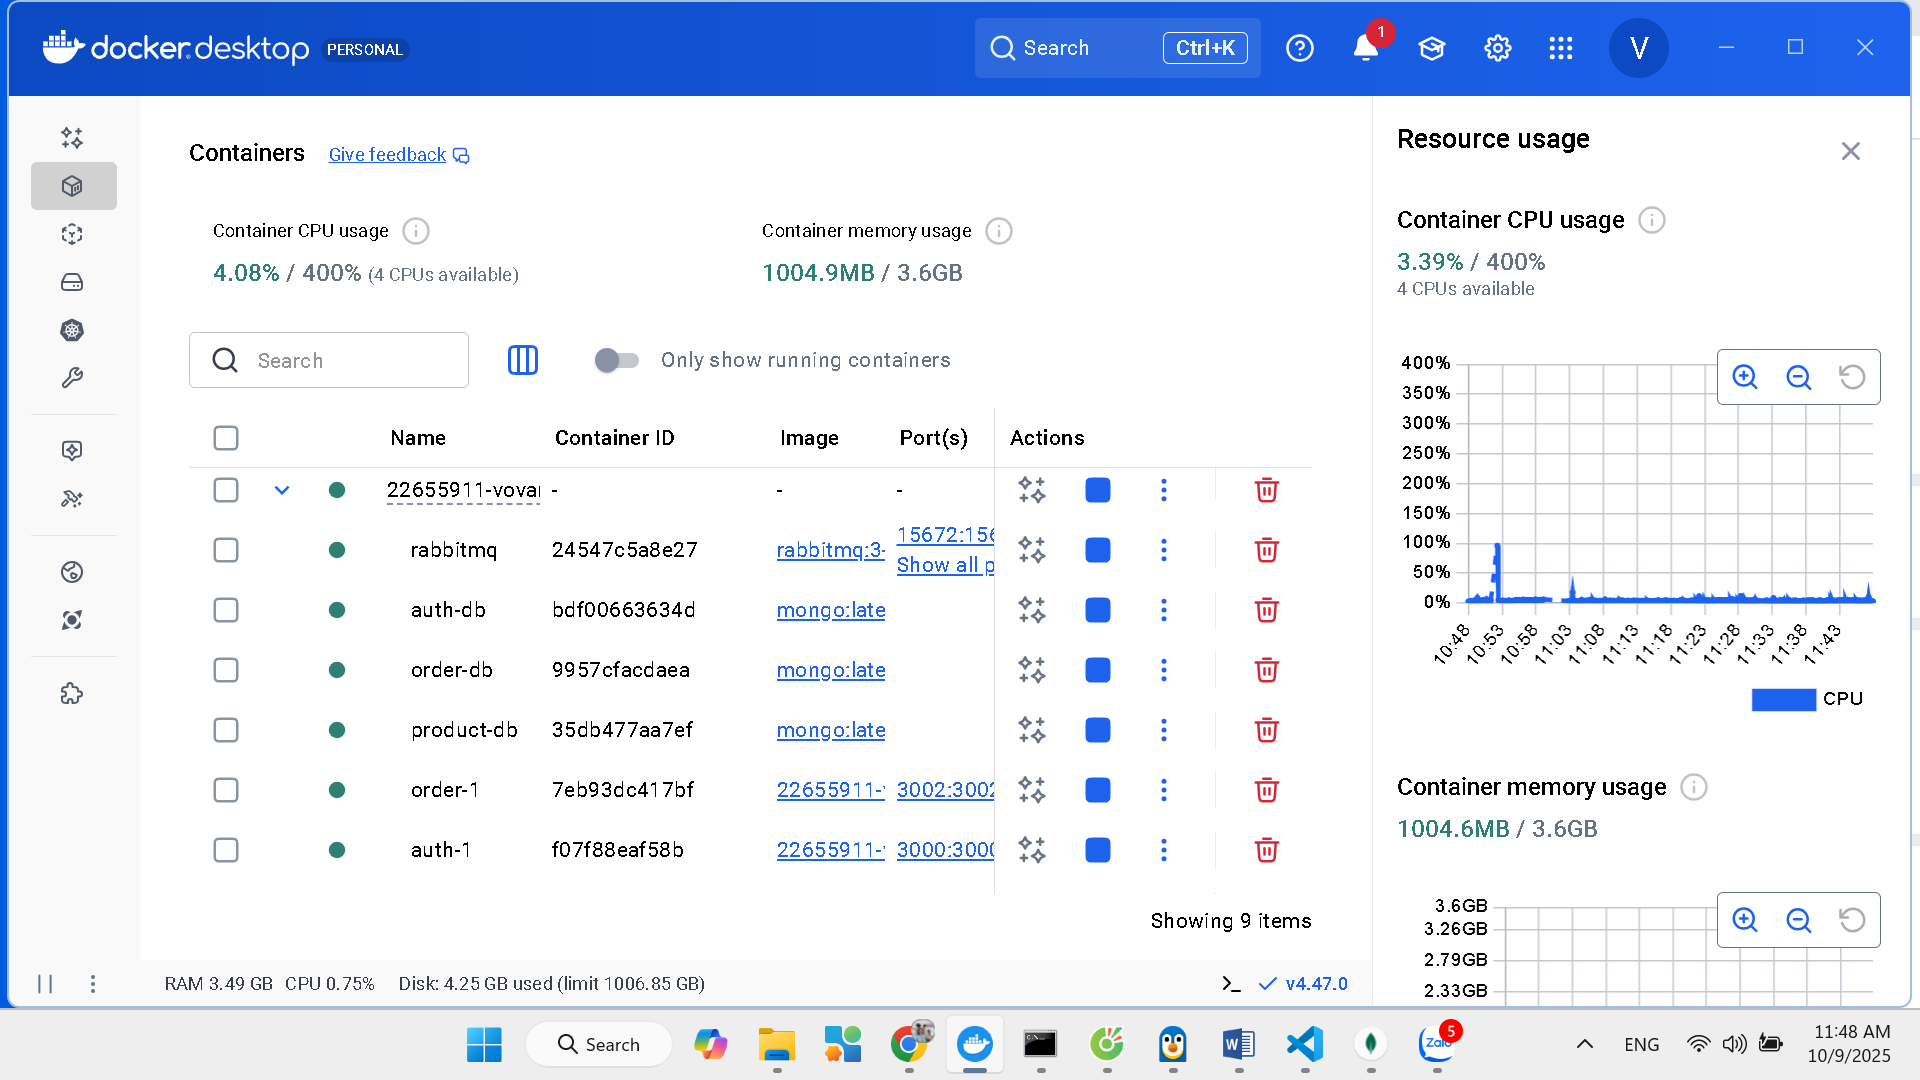 docker.desktop PERSONAL
Search Ctrl+K
1
V
Containers Give feedback
Container CPU usage
4.08% / 400% (4 CPUs available)
Container memory usage
1004.9MB / 3.6GB
Search
Only show running containers
Name Container ID Image Port(s) Actions
22655911-vovar - - -
rabbitmq 24547c5a8e27 rabbitmq:3- 15672:156
Show all p
auth-db bdf00663634d mongo:late
order-db 9957cfacdaea mongo:late
product-db 35db477aa7ef mongo:late
order-1 7eb93dc417bf 22655911-v 3002:3002
auth-1 f07f88eaf58b 22655911-v 3000:3000
Showing 9 items
Resource usage
Container CPU usage
3.39% / 400%
4 CPUs available
400%
350%
300%
250%
200%
150%
100%
50%
0%
10:48 10:53 10:58 11:03 11:08 11:13 11:18 11:23 11:28 11:33 11:38 11:43
CPU
Container memory usage
1004.6MB / 3.6GB
3.6GB
3.26GB
2.79GB
2.33GB
RAM 3.49 GB CPU 0.75% Disk: 4.25 GB used (limit 1006.85 GB)
v4.47.0
Search
W
Zalo
5
ENG
11:48 AM
10/9/2025